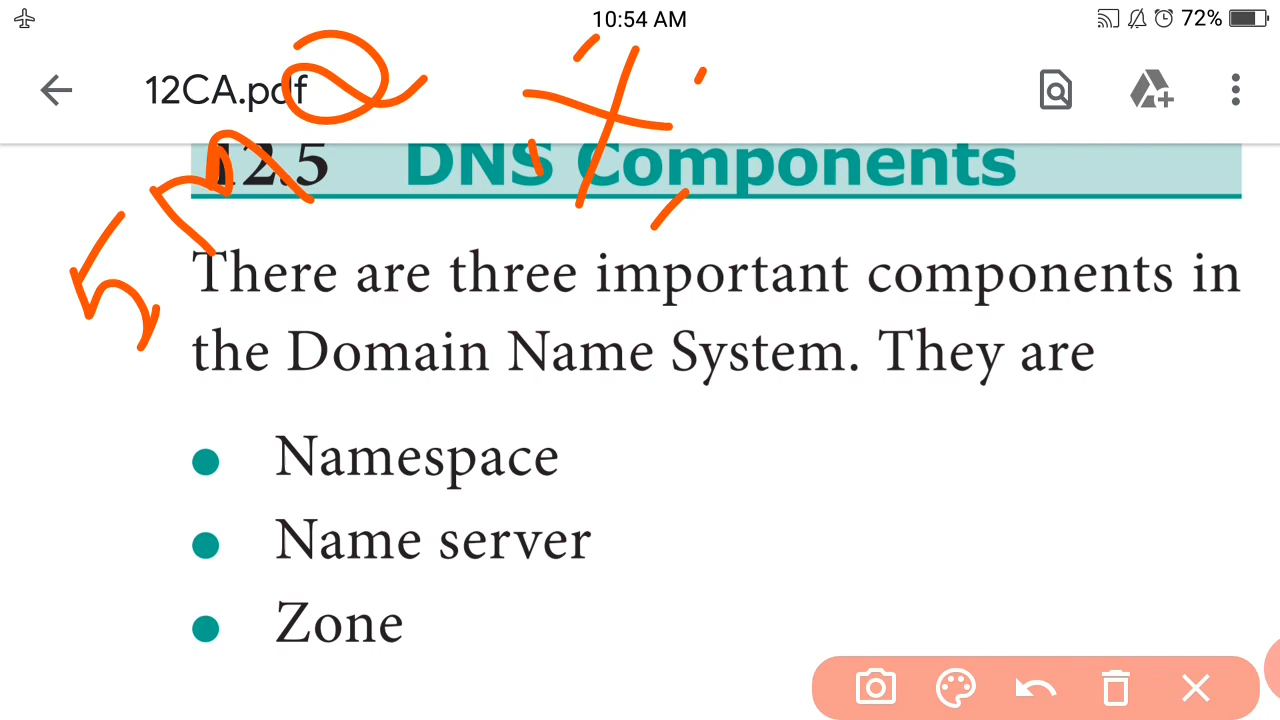 10:54 AM 72%
12CA.pdf
12.5 DNS Components
There are three important components in
the Domain Name System. They are
● Namespace
● Name server
● Zone